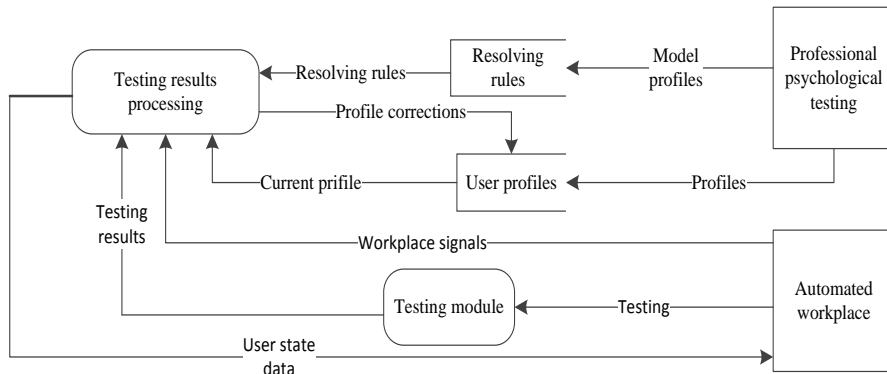 Testing results
processing
Resolving rules
Resolving
rules
Model
profiles
Professional
psychological
testing
Profile corrections
Current prifile
User profiles
Profiles
Testing
results
Workplace signals
Testing module
Testing
Automated
workplace
User state
data